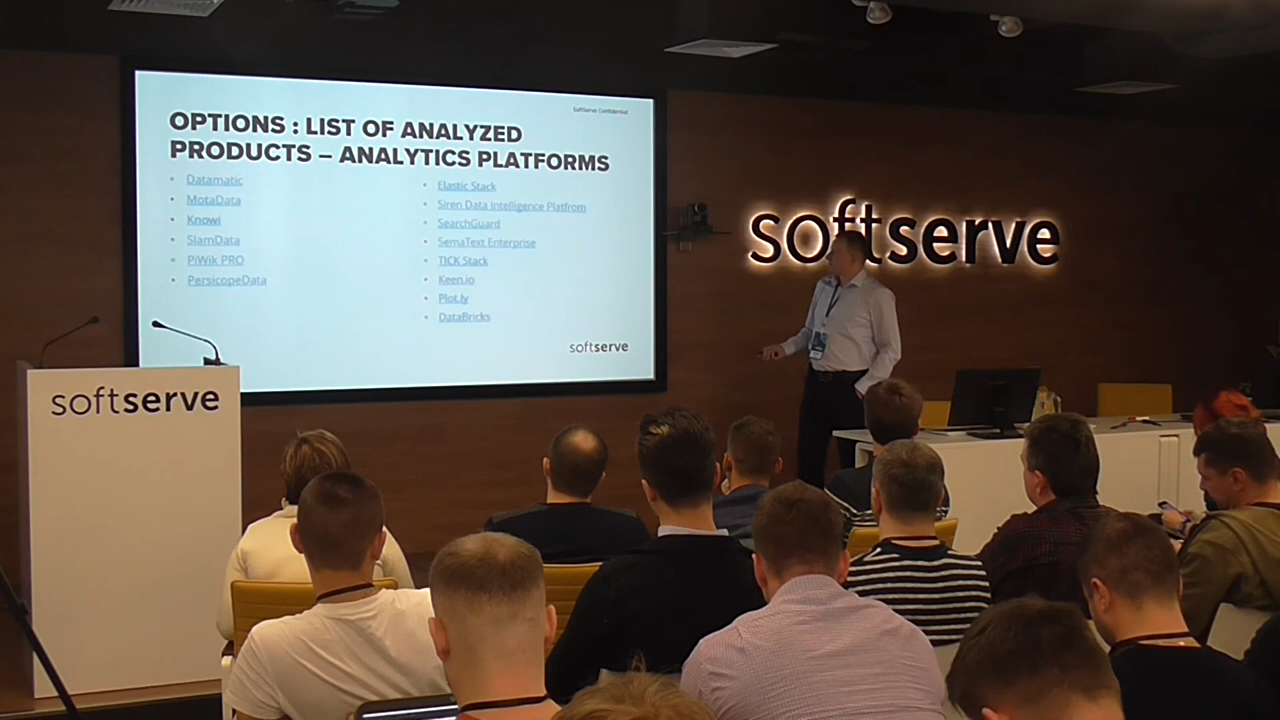 Softserve Confidential
OPTIONS : LIST OF ANALYZED
PRODUCTS – ANALYTICS PLATFORMS
• Datamatic
• MotaData
• Knowi
• SlamData
• PiWik PRO
• PersicopeData
• Elastic Stack
• Siren Data Intelligence Platfrom
• SearchGuard
• SemaText Enterprise
• TICK Stack
• Keen.io
• Plot.ly
• DataBricks
softserve
softserve
softserve